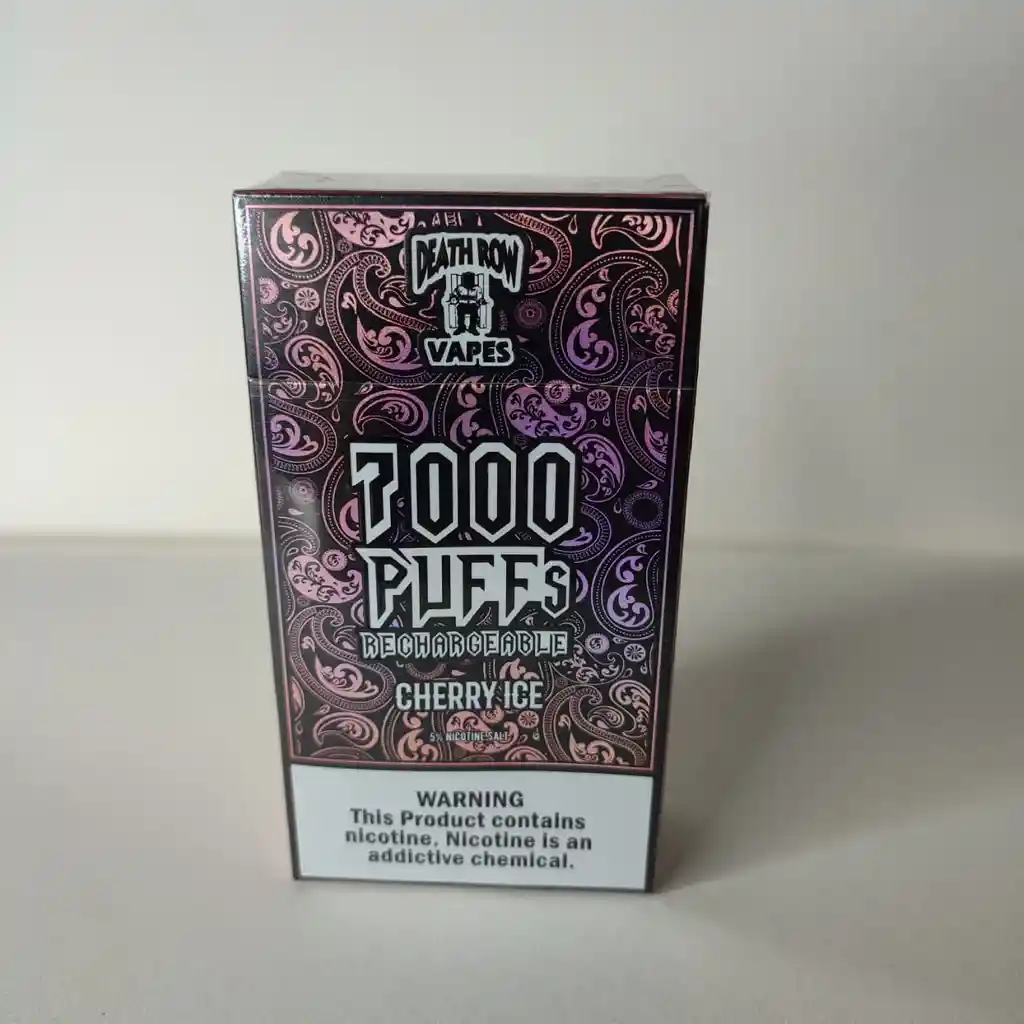 DEATH ROW
VAPES
7000
PUFFs
RECHARGEABLE
CHERRY ICE
5% NICOTINE SALT
WARNING
This Product contains
nicotine. Nicotine is an
addictive chemical.